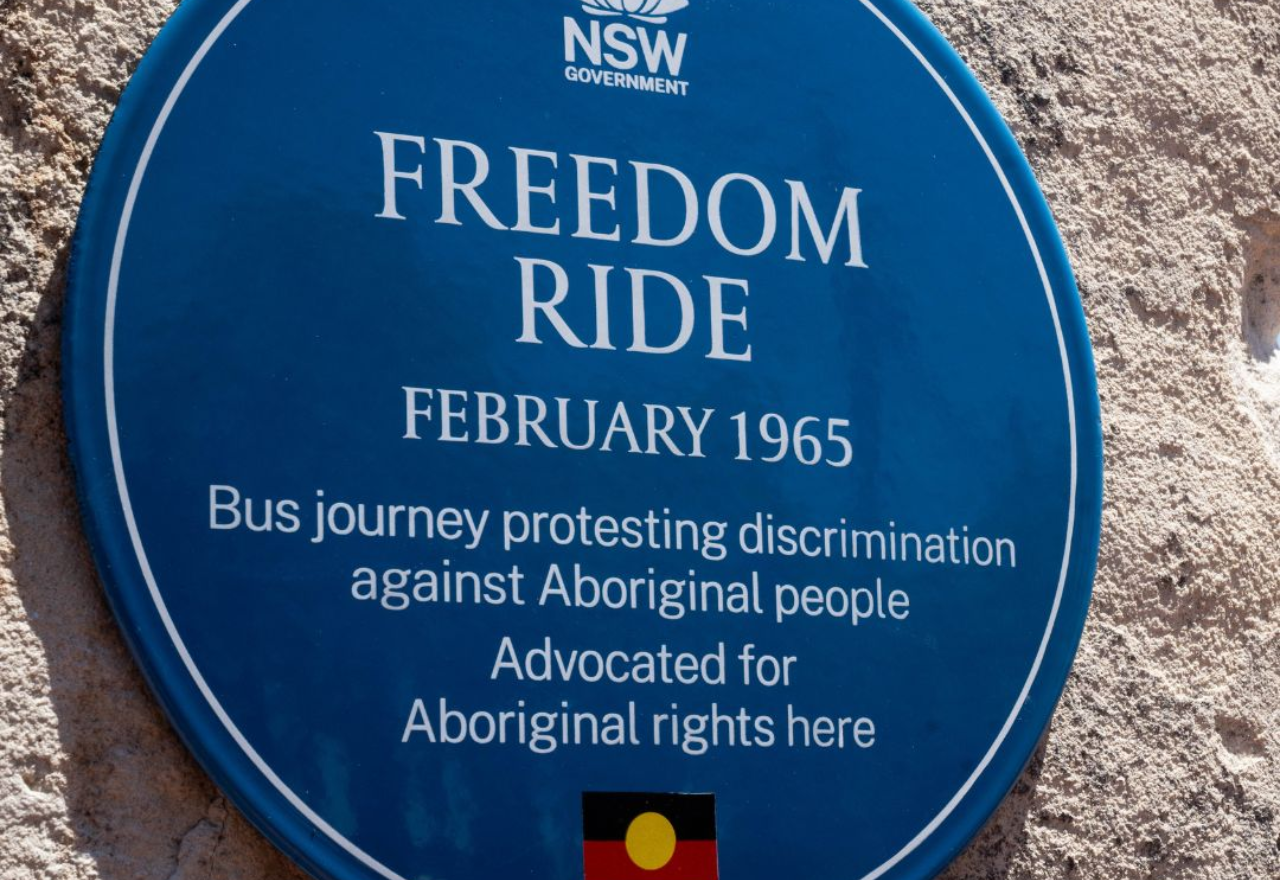 NSW
GOVERNMENT
FREEDOM
RIDE
FEBRUARY 1965
Bus journey protesting discrimination
against Aboriginal people
Advocated for
Aboriginal rights here